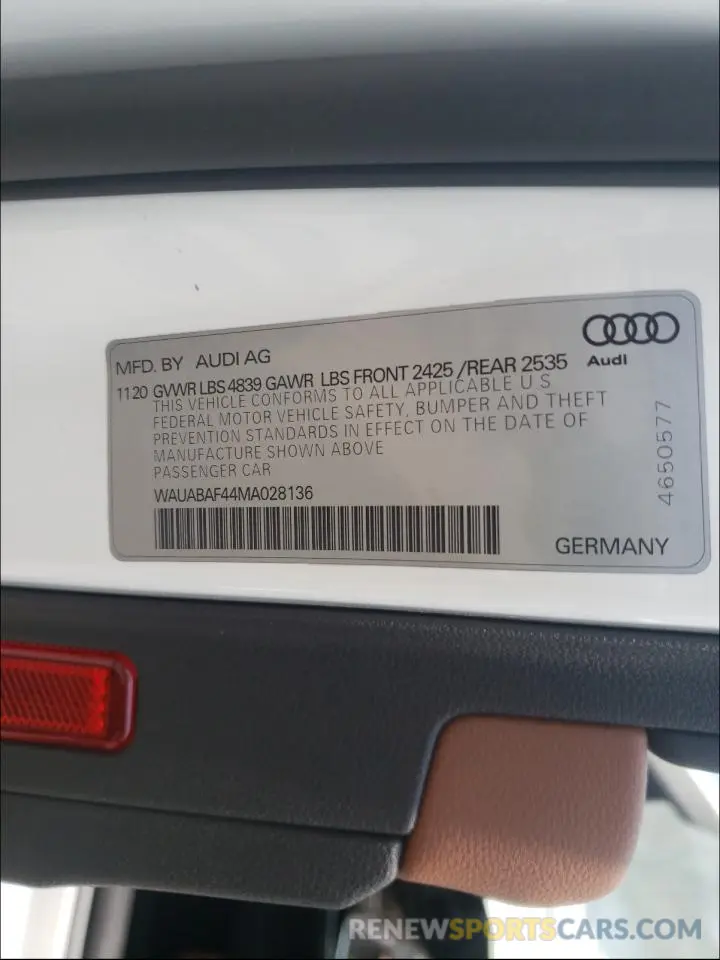 MFD. BY AUDI AG
Audi
1120 GVWR LBS 4839 GAWR LBS FRONT 2425 /REAR 2535
THIS VEHICLE CONFORMS TO ALL APPLICABLE U S
FEDERAL MOTOR VEHICLE SAFETY, BUMPER AND THEFT
PREVENTION STANDARDS IN EFFECT ON THE DATE OF
MANUFACTURE SHOWN ABOVE
PASSENGER CAR
WAUABAF44MA028136
4650577
GERMANY
RENEWSPORTSCARS.COM